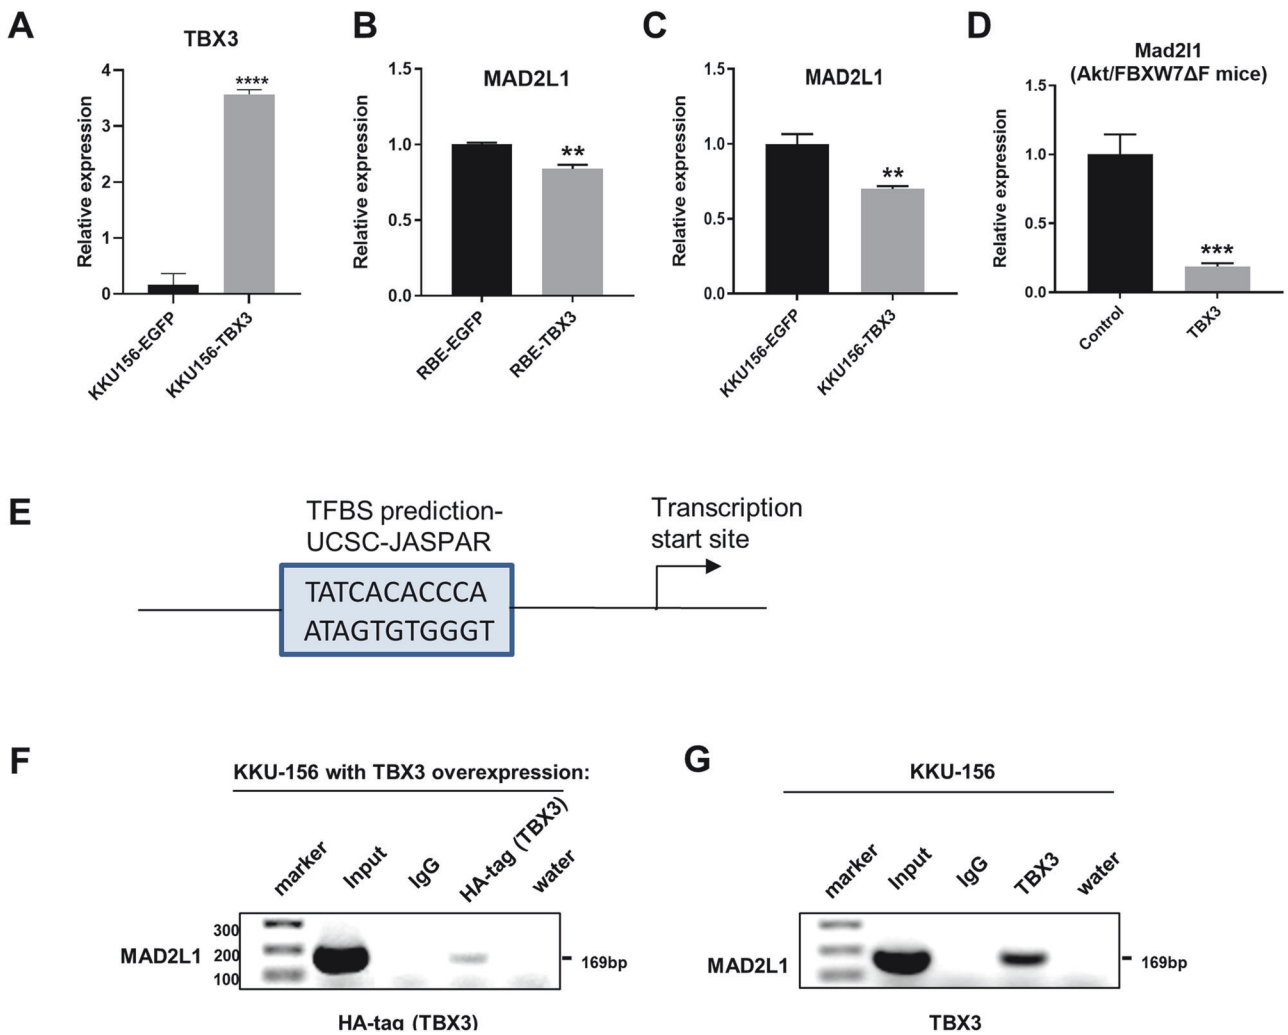 A
TBX3
Relative expression
4
3
2
1
0
****
KKU156-EGFP
KKU156-TBX3
B
MAD2L1
Relative expression
1.5
1.0
0.5
0.0
**
RBE-EGFP
RBE-TBX3
C
MAD2L1
Relative expression
1.5
1.0
0.5
0.0
**
KKU156-EGFP
KKU156-TBX3
D
Mad2l1
(Akt/FBXW7ΔF mice)
Relative expression
1.5
1.0
0.5
0.0
***
Control
TBX3
E
TFBS prediction-
UCSC-JASPAR
TATCACACCCA
ATAGTGTGGGT
Transcription
start site
F
KKU-156 with TBX3 overexpression:
marker
Input
IgG
HA-tag (TBX3)
water
300
200
100
MAD2L1
169bp
HA-tag (TBX3)
G
KKU-156
marker
Input
IgG
TBX3
water
MAD2L1
169bp
TBX3